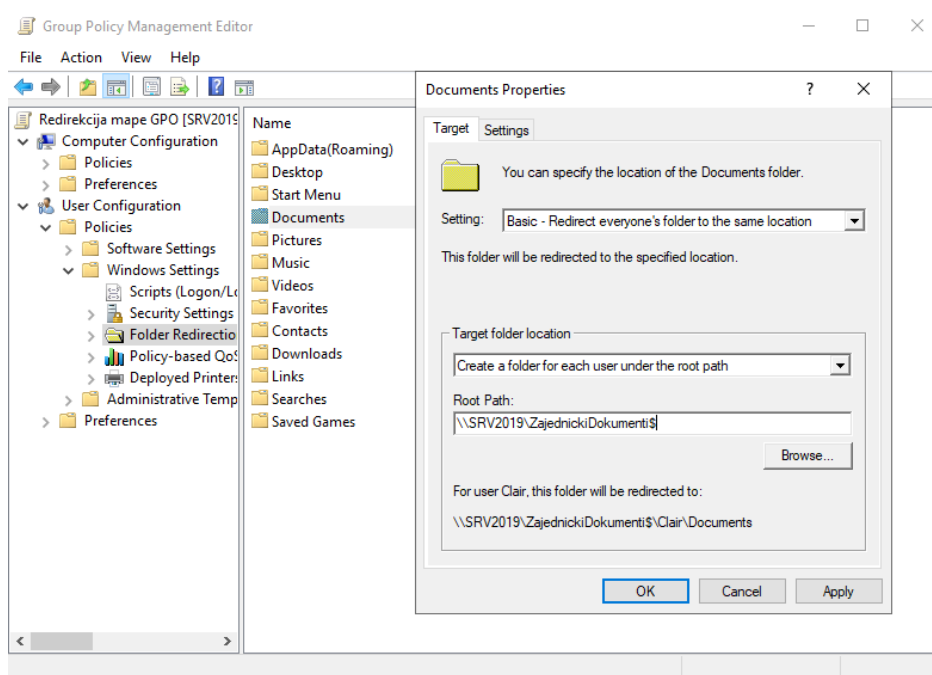 Group Policy Management Editor
File Action View Help
Redirekcija mape GPO [SRV2019
Computer Configuration
Policies
Preferences
User Configuration
Policies
Software Settings
Windows Settings
Scripts (Logon/Lo
Security Settings
Folder Redirectio
Policy-based QoS
Deployed Printers
Administrative Temp
Preferences
Name
AppData(Roaming)
Desktop
Start Menu
Documents
Pictures
Music
Videos
Favorites
Contacts
Downloads
Links
Searches
Saved Games
Documents Properties
Target Settings
You can specify the location of the Documents folder.
Setting: Basic - Redirect everyone's folder to the same location
This folder will be redirected to the specified location.
Target folder location
Create a folder for each user under the root path
Root Path:
\\SRV2019\ZajednickiDokumenti$
Browse...
For user Clair, this folder will be redirected to:
\\SRV2019\ZajednickiDokumenti$\Clair\Documents
OK Cancel Apply